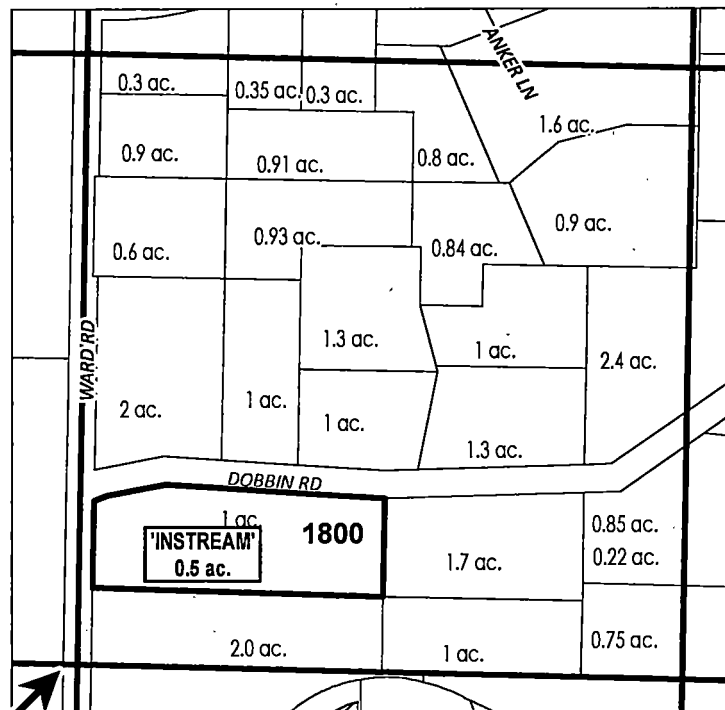 ANKER LN
0.3 ac.
0.35 ac.
0.3 ac.
1.6 ac.
0.9 ac.
0.91 ac.
0.8 ac.
0.6 ac.
0.93 ac.
0.84 ac.
0.9 ac.
WARD RD
1.3 ac.
1 ac.
2.4 ac.
2 ac.
1 ac.
1 ac.
1.3 ac.
DOBBIN RD
1 ac.
1800
'INSTREAM'
0.5 ac.
1.7 ac.
0.85 ac.
0.22 ac.
2.0 ac.
1 ac.
0.75 ac.